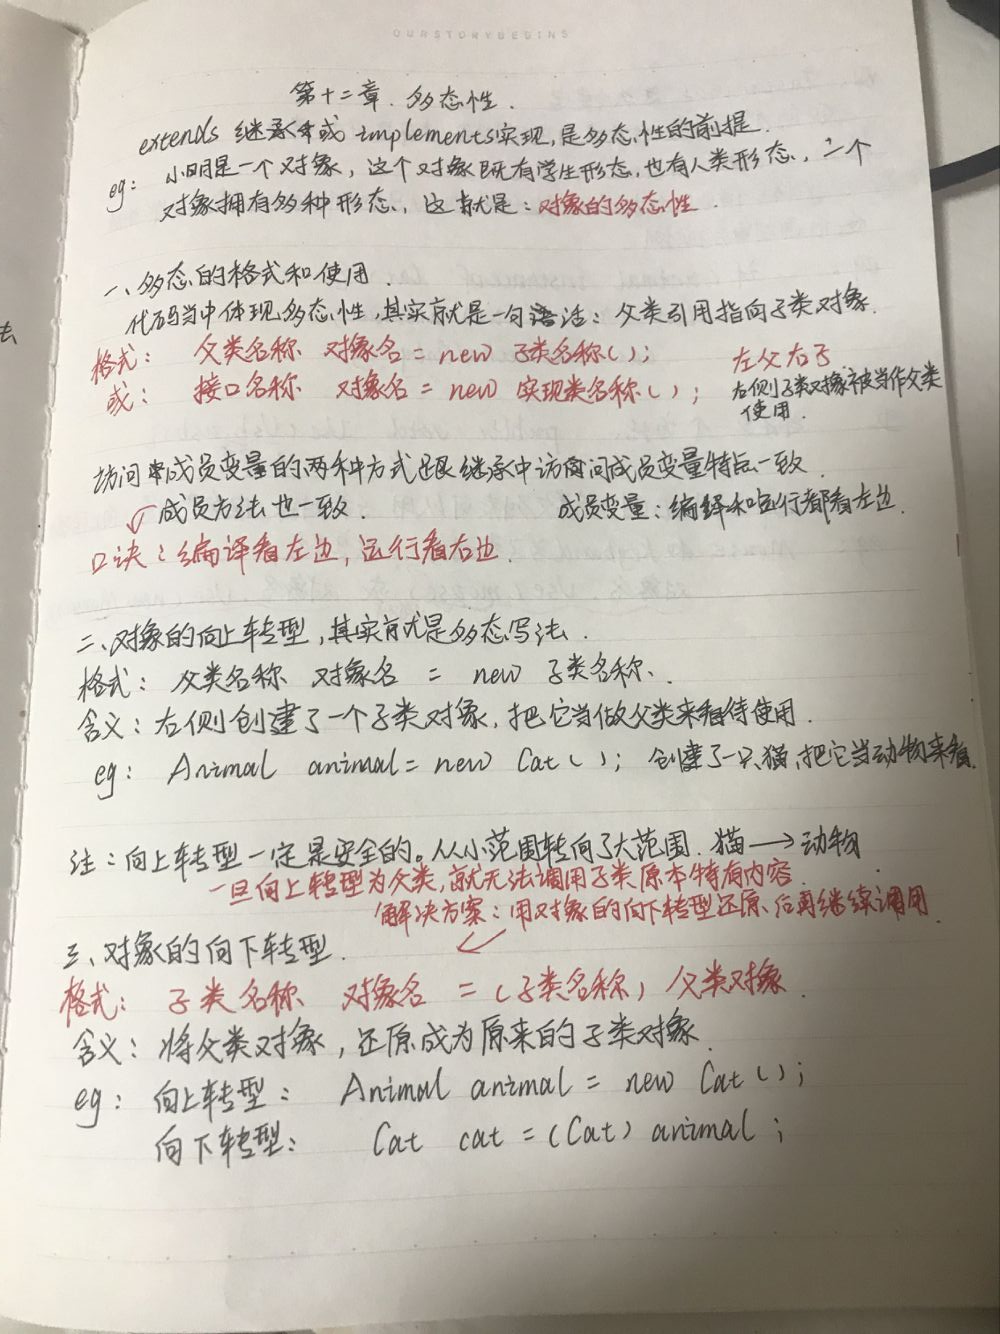 OURSTORYBEGINS
第十二章. 多态性.
extends 继承或 implements实现, 是多态性的前提.
eg: 小明是一个对象, 这个对象既有学生形态, 也有人类形态, 一个
对象拥有多种形态, 这就是: 对象的多态性.
一、多态的格式和使用.
代码当中体现多态性, 其实就是一句话: 父类引用指向子类对象.
格式: 父类名称 对象名 = new 子类名称(); 左父右子
或: 接口名称 对象名 = new 实现类名称(); 右侧子类对象被当作父类
使用.
访问成员变量的两种方式跟继承中访问成员变量特点一致.
成员方法也一致. 成员变量: 编译和运行都看左边.
口诀: 编译看左边, 运行看右边.
二、对象的向上转型, 其实就是多态写法.
格式: 父类名称 对象名 = new 子类名称.
含义: 右侧创建了一个子类对象, 把它当做父类来看待使用.
eg: Animal animal = new Cat(); 创建了一只猫, 把它当动物来看.
注: 向上转型一定是安全的。从小范围转向了大范围. 猫 → 动物
一旦向上转型为父类, 就无法调用子类原本特有内容.
解决方案: 用对象的向下转型还原后再继续调用.
三、对象的向下转型.
格式: 子类名称 对象名 = (子类名称) 父类对象.
含义: 将父类对象, 还原成为原来的子类对象.
eg: 向上转型: Animal animal = new Cat();
向下转型: Cat cat = (Cat) animal;